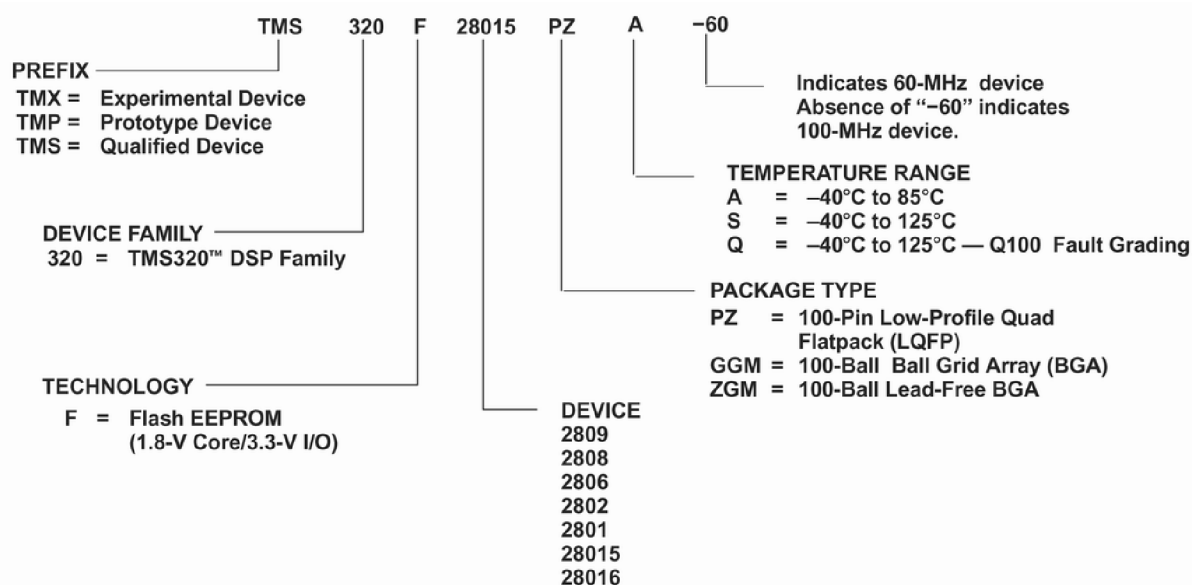 TMS 320 F 28015 PZ A −60
PREFIX
TMX = Experimental Device
TMP = Prototype Device
TMS = Qualified Device
Indicates 60-MHz device
Absence of “−60” indicates
100-MHz device.
TEMPERATURE RANGE
A = –40°C to 85°C
S = –40°C to 125°C
Q = –40°C to 125°C — Q100 Fault Grading
DEVICE FAMILY
320 = TMS320™ DSP Family
PACKAGE TYPE
PZ = 100-Pin Low-Profile Quad
Flatpack (LQFP)
GGM = 100-Ball Ball Grid Array (BGA)
ZGM = 100-Ball Lead-Free BGA
TECHNOLOGY
F = Flash EEPROM
(1.8-V Core/3.3-V I/O)
DEVICE
2809
2808
2806
2802
2801
28015
28016